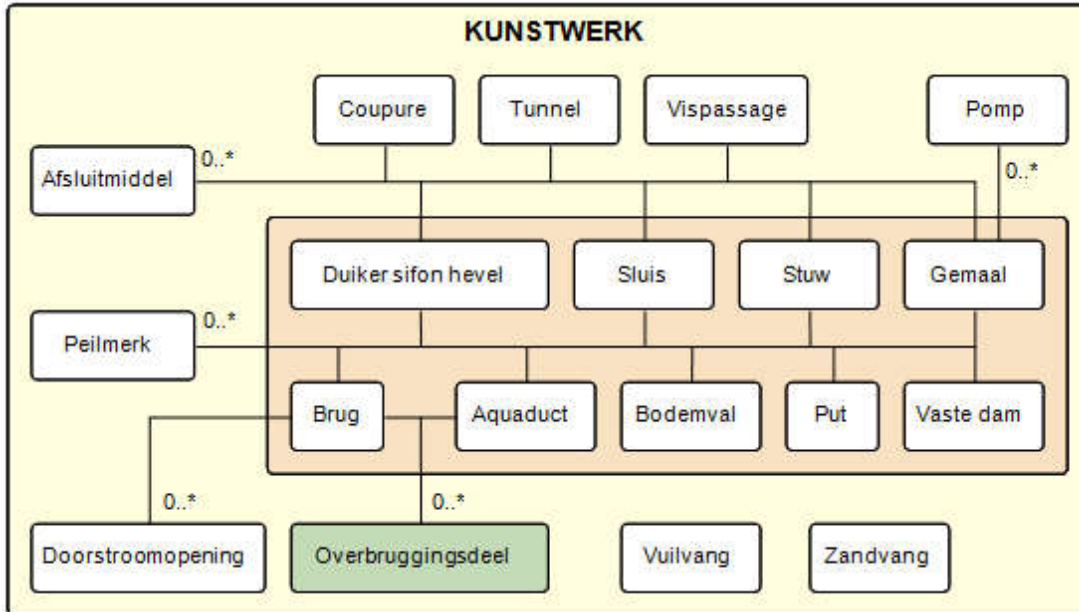 KUNSTWERK
Coupure
Tunnel
Vispassage
Pomp
0..*
Afsluitmiddel
0..*
Duiker sifon hevel
Sluis
Stuw
Gemaal
0..*
Peilmerk
Brug
Aquaduct
Bodemval
Put
Vaste dam
0..*
0..*
Doorstroomopening
Overbruggingsdeel
Vuilvang
Zandvang